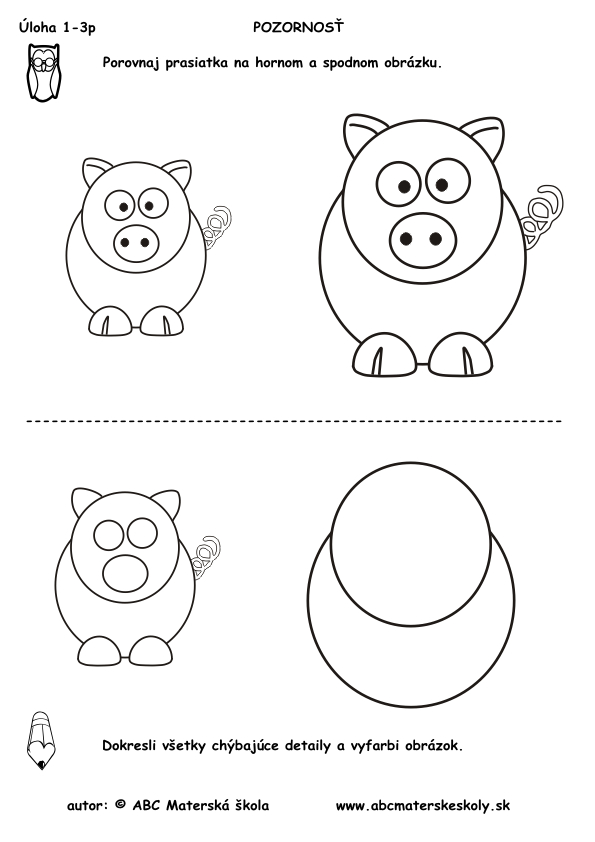 Úloha 1-3p
POZORNOSŤ
Porovnaj prasiatka na hornom a spodnom obrázku.
Dokresli všetky chýbajúce detaily a vyfarbi obrázok.
autor: © ABC Materská škola
www.abcmaterskeskoly.sk